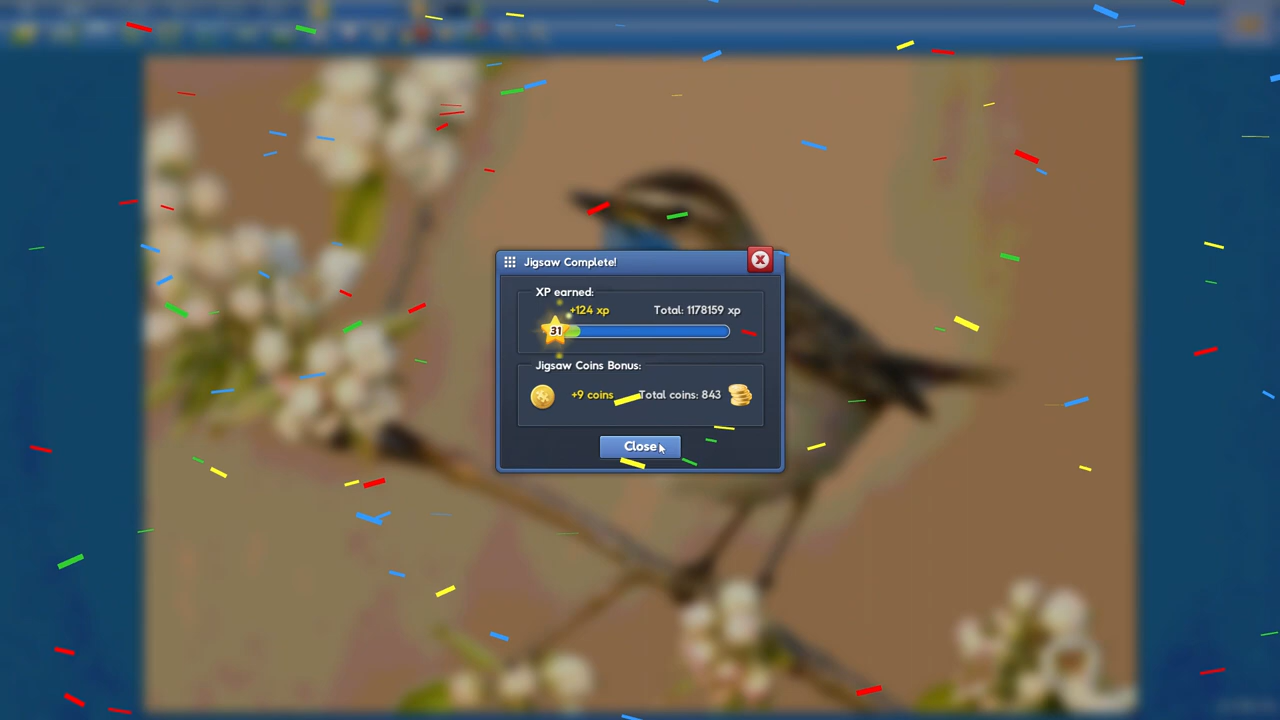 Jigsaw Complete!
XP earned:
+124 xp
Total: 1178159 xp
31
Jigsaw Coins Bonus:
+9 coins
Total coins: 843
Close